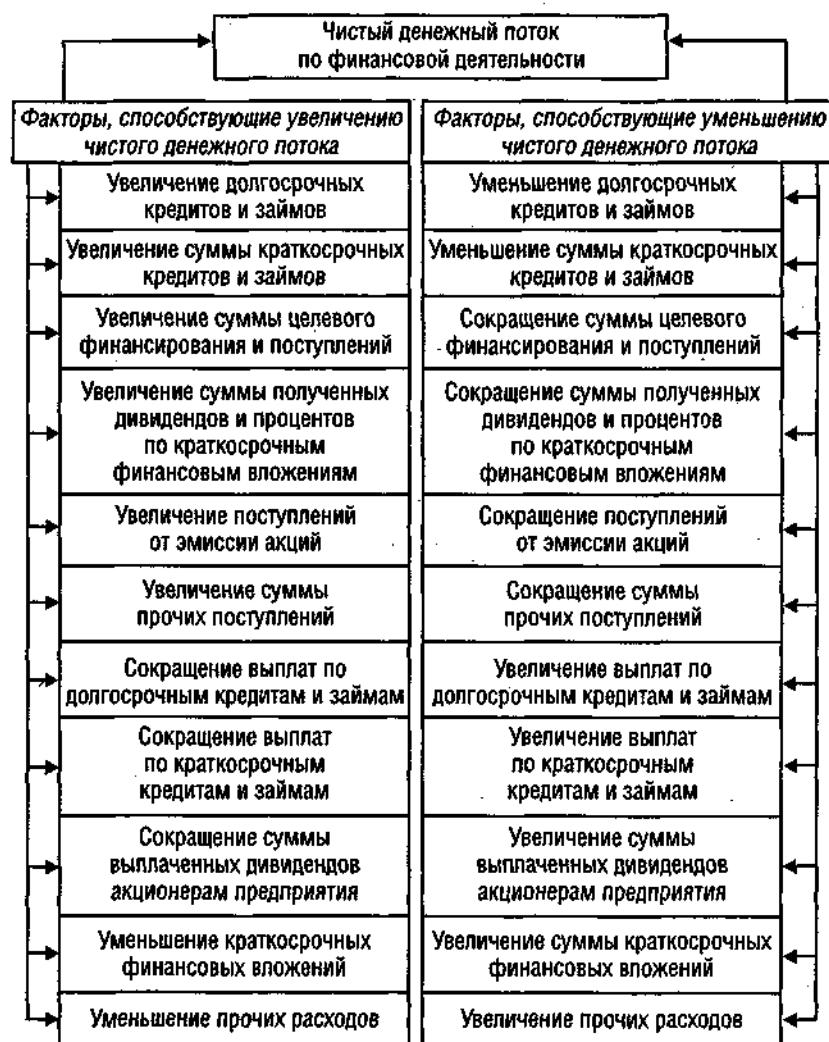 Чистый денежный поток
по финансовой деятельности
Факторы, способствующие увеличению
чистого денежного потока
Увеличение долгосрочных
кредитов и займов
Увеличение суммы краткосрочных
кредитов и займов
Увеличение суммы целевого
финансирования и поступлений
Увеличение суммы полученных
дивидендов и процентов
по краткосрочным
финансовым вложениям
Увеличение поступлений
от эмиссии акций
Увеличение суммы
прочих поступлений
Сокращение выплат по
долгосрочным кредитам и займам
Сокращение выплат
по краткосрочным
кредитам и займам
Сокращение суммы
выплаченных дивидендов
акционерам предприятия
Уменьшение краткосрочных
финансовых вложений
Уменьшение прочих расходов
Факторы, способствующие уменьшению
чистого денежного потока
Уменьшение долгосрочных
кредитов и займов
Уменьшение суммы краткосрочных
кредитов и займов
Сокращение суммы целевого
финансирования и поступлений
Сокращение суммы полученных
дивидендов и процентов
по краткосрочным
финансовым вложениям
Сокращение поступлений
от эмиссии акций
Сокращение суммы
прочих поступлений
Увеличение выплат по
долгосрочным кредитам и займам
Увеличение выплат
по краткосрочным
кредитам и займам
Увеличение суммы
выплаченных дивидендов
акционерам предприятия
Увеличение суммы краткосрочных
финансовых вложений
Увеличение прочих расходов